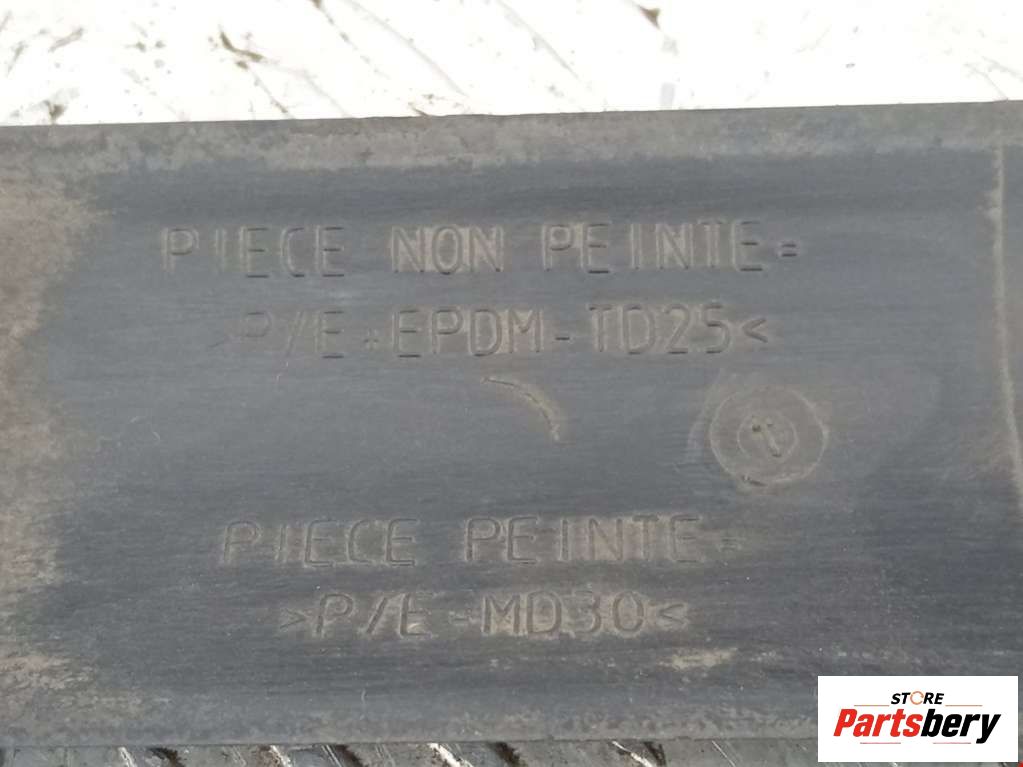 PIECE NON PEINTE=
>P/E+EPDM-TD25<
PIECE PEINTE=
>P/E-MD30<
STORE
Partsbery